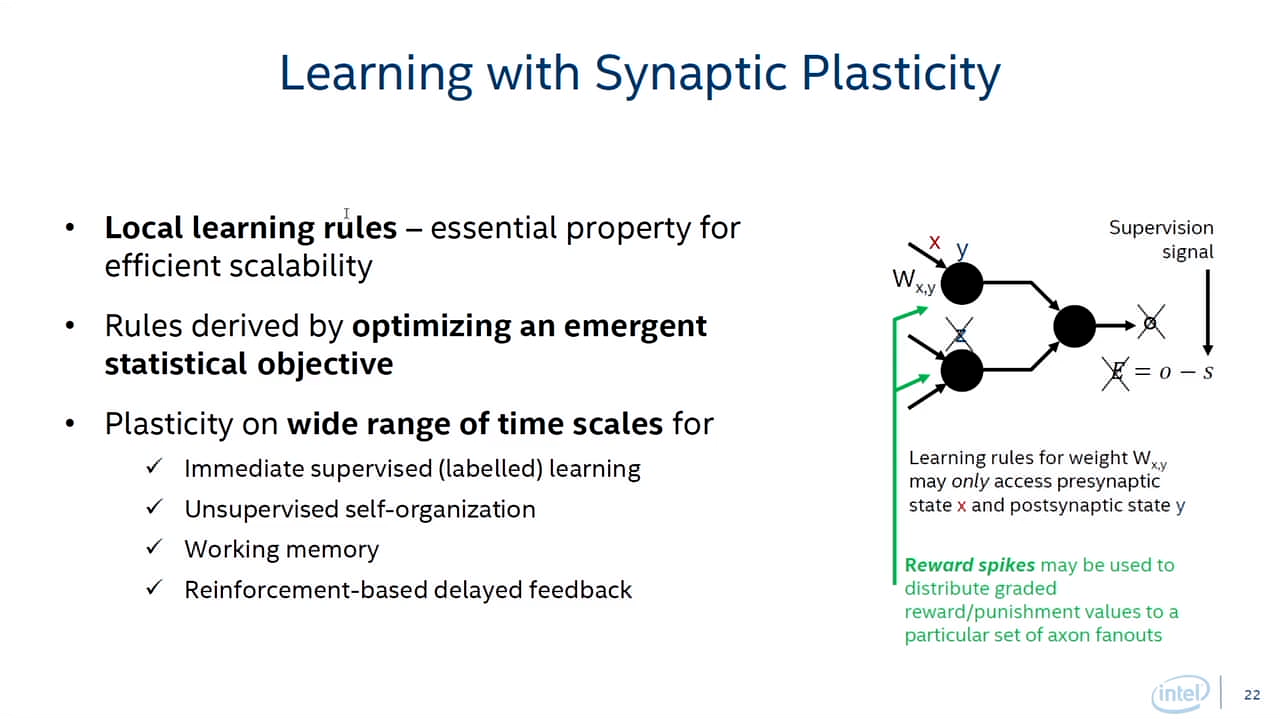 Learning with Synaptic Plasticity
• Local learning rules – essential property for
efficient scalability
• Rules derived by optimizing an emergent
statistical objective
• Plasticity on wide range of time scales for
✓ Immediate supervised (labelled) learning
✓ Unsupervised self-organization
✓ Working memory
✓ Reinforcement-based delayed feedback
Supervision
signal
x y
Wx,y
z
o
E = o − s
Learning rules for weight Wx,y
may only access presynaptic
state x and postsynaptic state y
Reward spikes may be used to
distribute graded
reward/punishment values to a
particular set of axon fanouts
intel
22